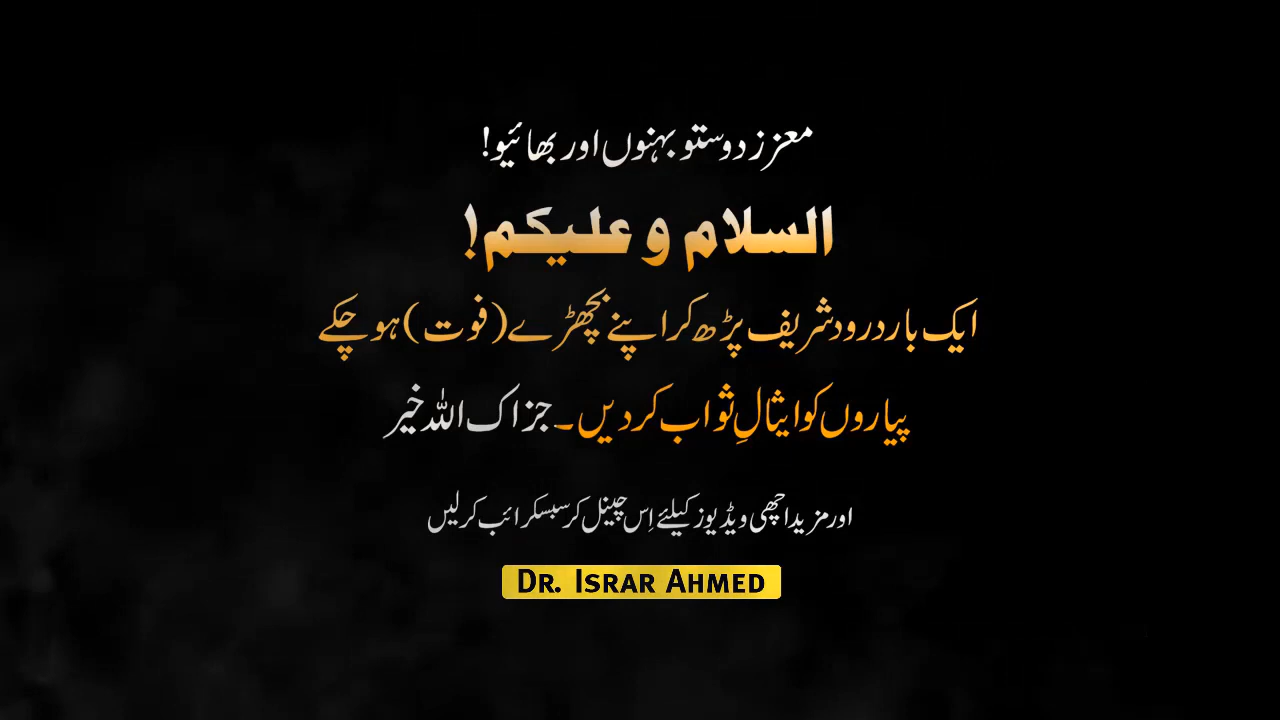 معزز دوستو بہنوں اور بھائیو!
السلام و علیکم!
ایک بار درود شریف پڑھ کر اپنے بچھڑے (فوت) ہو چکے
پیاروں کو ایثالِ ثواب کر دیں۔ جزاک اللہ خیر
اور مزید اچھی ویڈیوز کیلئے اِس چینل کر سبسکرائب کر لیں
DR. ISRAR AHMED